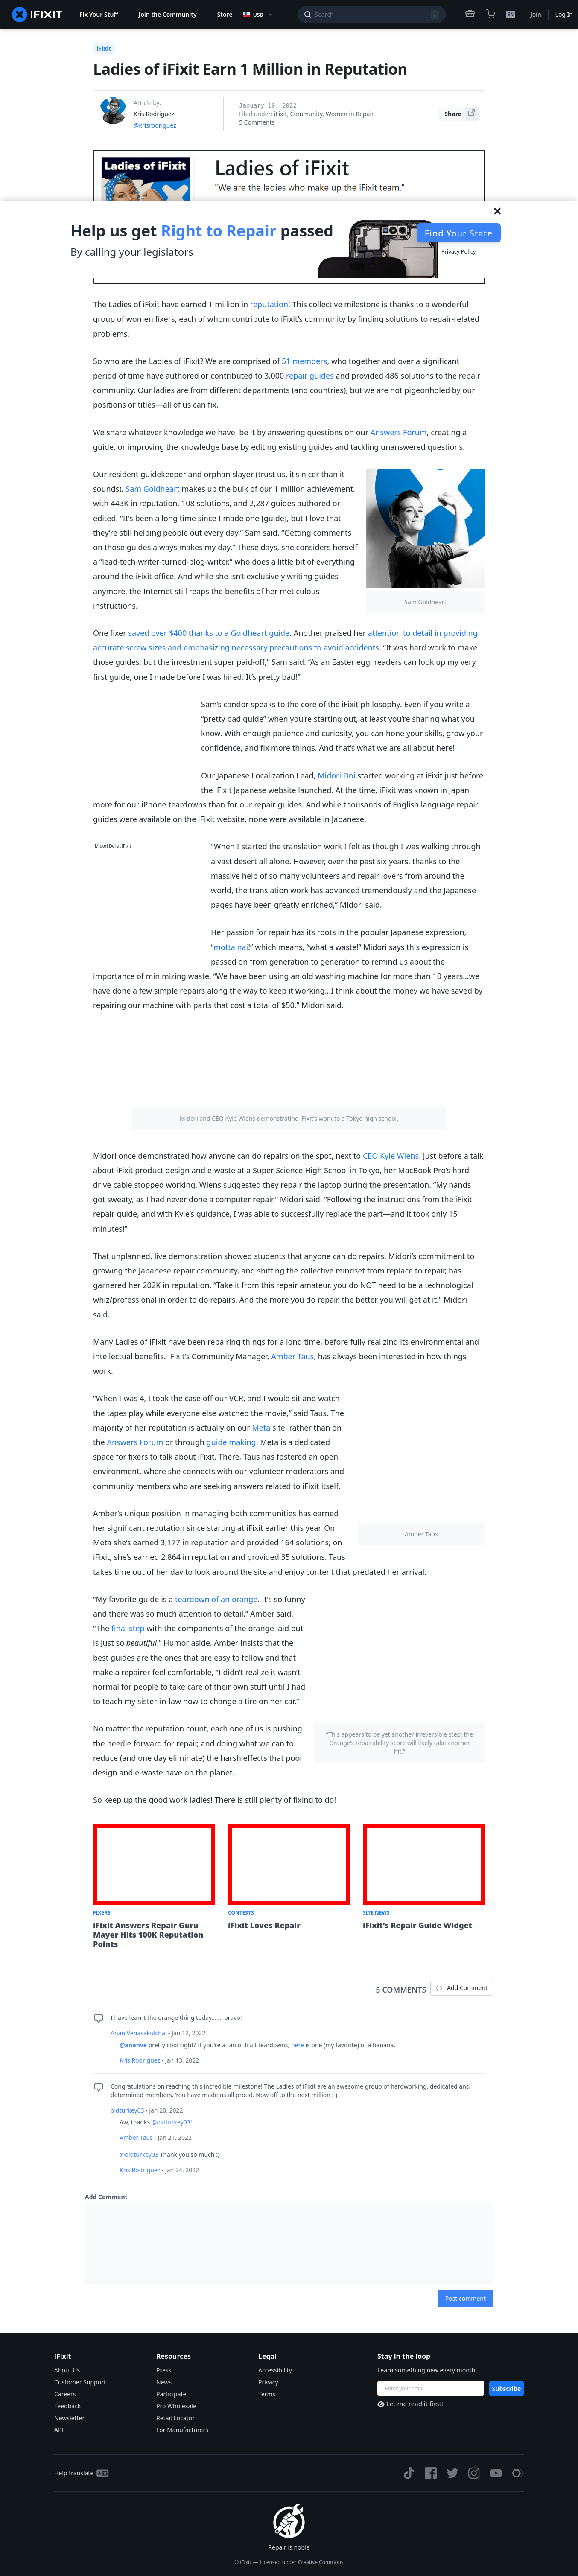 IFIXIT
Fix Your Stuff
Join the Community
Store
USD
Search
/
EN
Join
Log In
iFixit
Ladies of iFixit Earn 1 Million in Reputation
Article by:
Kris Rodriguez
@krisrodriguez
January 10, 2022
Filed under: iFixit, Community, Women in Repair
5 Comments
Share
Ladies of iFixit
Ladies of iFixit
"We are the ladies who make up the iFixit team."
Help us get Right to Repair passed
By calling your legislators
Find Your State
Privacy Policy
The Ladies of iFixit have earned 1 million in reputation! This collective milestone is thanks to a wonderful
group of women fixers, each of whom contribute to iFixit’s community by finding solutions to repair-related
problems.
So who are the Ladies of iFixit? We are comprised of 51 members, who together and over a significant
period of time have authored or contributed to 3,000 repair guides and provided 486 solutions to the repair
community. Our ladies are from different departments (and countries), but we are not pigeonholed by our
positions or titles—all of us can fix.
We share whatever knowledge we have, be it by answering questions on our Answers Forum, creating a
guide, or improving the knowledge base by editing existing guides and tackling unanswered questions.
Our resident guidekeeper and orphan slayer (trust us, it’s nicer than it
sounds), Sam Goldheart makes up the bulk of our 1 million achievement,
with 443K in reputation, 108 solutions, and 2,287 guides authored or
edited. “It’s been a long time since I made one [guide], but I love that
they’re still helping people out every day,” Sam said. “Getting comments
on those guides always makes my day.” These days, she considers herself
a “lead-tech-writer-turned-blog-writer,” who does a little bit of everything
around the iFixit office. And while she isn’t exclusively writing guides
anymore, the Internet still reaps the benefits of her meticulous
instructions.
Sam Goldheart
One fixer saved over $400 thanks to a Goldheart guide. Another praised her attention to detail in providing
accurate screw sizes and emphasizing necessary precautions to avoid accidents. “It was hard work to make
those guides, but the investment super paid-off,” Sam said. “As an Easter egg, readers can look up my very
first guide, one I made before I was hired. It’s pretty bad!”
Sam’s candor speaks to the core of the iFixit philosophy. Even if you write a
“pretty bad guide” when you’re starting out, at least you’re sharing what you
know. With enough patience and curiosity, you can hone your skills, grow your
confidence, and fix more things. And that’s what we are all about here!
Our Japanese Localization Lead, Midori Doi started working at iFixit just before
the iFixit Japanese website launched. At the time, iFixit was known in Japan
more for our iPhone teardowns than for our repair guides. And while thousands of English language repair
guides were available on the iFixit website, none were available in Japanese.
Midori Doi at iFixit
“When I started the translation work I felt as though I was walking through
a vast desert all alone. However, over the past six years, thanks to the
massive help of so many volunteers and repair lovers from around the
world, the translation work has advanced tremendously and the Japanese
pages have been greatly enriched,” Midori said.
Her passion for repair has its roots in the popular Japanese expression,
“mottainai!” which means, “what a waste!” Midori says this expression is
passed on from generation to generation to remind us about the
importance of minimizing waste. “We have been using an old washing machine for more than 10 years…we
have done a few simple repairs along the way to keep it working…I think about the money we have saved by
repairing our machine with parts that cost a total of $50,” Midori said.
Midori and CEO Kyle Wiens demonstrating iFixit’s work to a Tokyo high school.
Midori once demonstrated how anyone can do repairs on the spot, next to CEO Kyle Wiens. Just before a talk
about iFixit product design and e-waste at a Super Science High School in Tokyo, her MacBook Pro’s hard
drive cable stopped working. Wiens suggested they repair the laptop during the presentation. “My hands
got sweaty, as I had never done a computer repair,” Midori said. “Following the instructions from the iFixit
repair guide, and with Kyle’s guidance, I was able to successfully replace the part—and it took only 15
minutes!”
That unplanned, live demonstration showed students that anyone can do repairs. Midori’s commitment to
growing the Japanese repair community, and shifting the collective mindset from replace to repair, has
garnered her 202K in reputation. “Take it from this repair amateur, you do NOT need to be a technological
whiz/professional in order to do repairs. And the more you do repair, the better you will get at it,” Midori
said.
Many Ladies of iFixit have been repairing things for a long time, before fully realizing its environmental and
intellectual benefits. iFixit’s Community Manager, Amber Taus, has always been interested in how things
work.
“When I was 4, I took the case off our VCR, and I would sit and watch
the tapes play while everyone else watched the movie,” said Taus. The
majority of her reputation is actually on our Meta site, rather than on
the Answers Forum or through guide making. Meta is a dedicated
space for fixers to talk about iFixit. There, Taus has fostered an open
environment, where she connects with our volunteer moderators and
community members who are seeking answers related to iFixit itself.
Amber’s unique position in managing both communities has earned
her significant reputation since starting at iFixit earlier this year. On
Meta she’s earned 3,177 in reputation and provided 164 solutions; on
iFixit, she’s earned 2,864 in reputation and provided 35 solutions. Taus
takes time out of her day to look around the site and enjoy content that predated her arrival.
Amber Taus
“My favorite guide is a teardown of an orange. It’s so funny
and there was so much attention to detail,” Amber said.
“The final step with the components of the orange laid out
is just so beautiful.” Humor aside, Amber insists that the
best guides are the ones that are easy to follow and that
make a repairer feel comfortable, “I didn’t realize it wasn’t
normal for people to take care of their own stuff until I had
to teach my sister-in-law how to change a tire on her car.”
“This appears to be yet another irreversible step; the
Orange’s repairability score will likely take another
hit.”
No matter the reputation count, each one of us is pushing
the needle forward for repair, and doing what we can to
reduce (and one day eliminate) the harsh effects that poor
design and e-waste have on the planet.
So keep up the good work ladies! There is still plenty of fixing to do!
FIXERS
iFixit Answers Repair Guru
Mayer Hits 100K Reputation
Points
CONTESTS
iFixit Loves Repair
SITE NEWS
iFixit’s Repair Guide Widget
5 COMMENTS
Add Comment
I have learnt the orange thing today....... bravo!
Anan Venasakulchai - Jan 12, 2022
@ananve pretty cool right? If you're a fan of fruit teardowns, here is one (my favorite) of a banana.
Kris Rodriguez - Jan 13, 2022
Congratulations on reaching this incredible milestone! The Ladies of iFixit are an awesome group of hardworking, dedicated and
determined members. You have made us all proud. Now off to the next million :-)
oldturkey03 - Jan 20, 2022
Aw, thanks @oldturkey03!
Amber Taus - Jan 21, 2022
@oldturkey03 Thank you so much :)
Kris Rodriguez - Jan 24, 2022
Add Comment
Post comment
iFixit
About Us
Customer Support
Careers
Feedback
Newsletter
API
Resources
Press
News
Participate
Pro Wholesale
Retail Locator
For Manufacturers
Legal
Accessibility
Privacy
Terms
Stay in the loop
Learn something new every month!
Enter your email
Subscribe
Let me read it first!
Help translate
Repair is noble
© iFixit — Licensed under Creative Commons